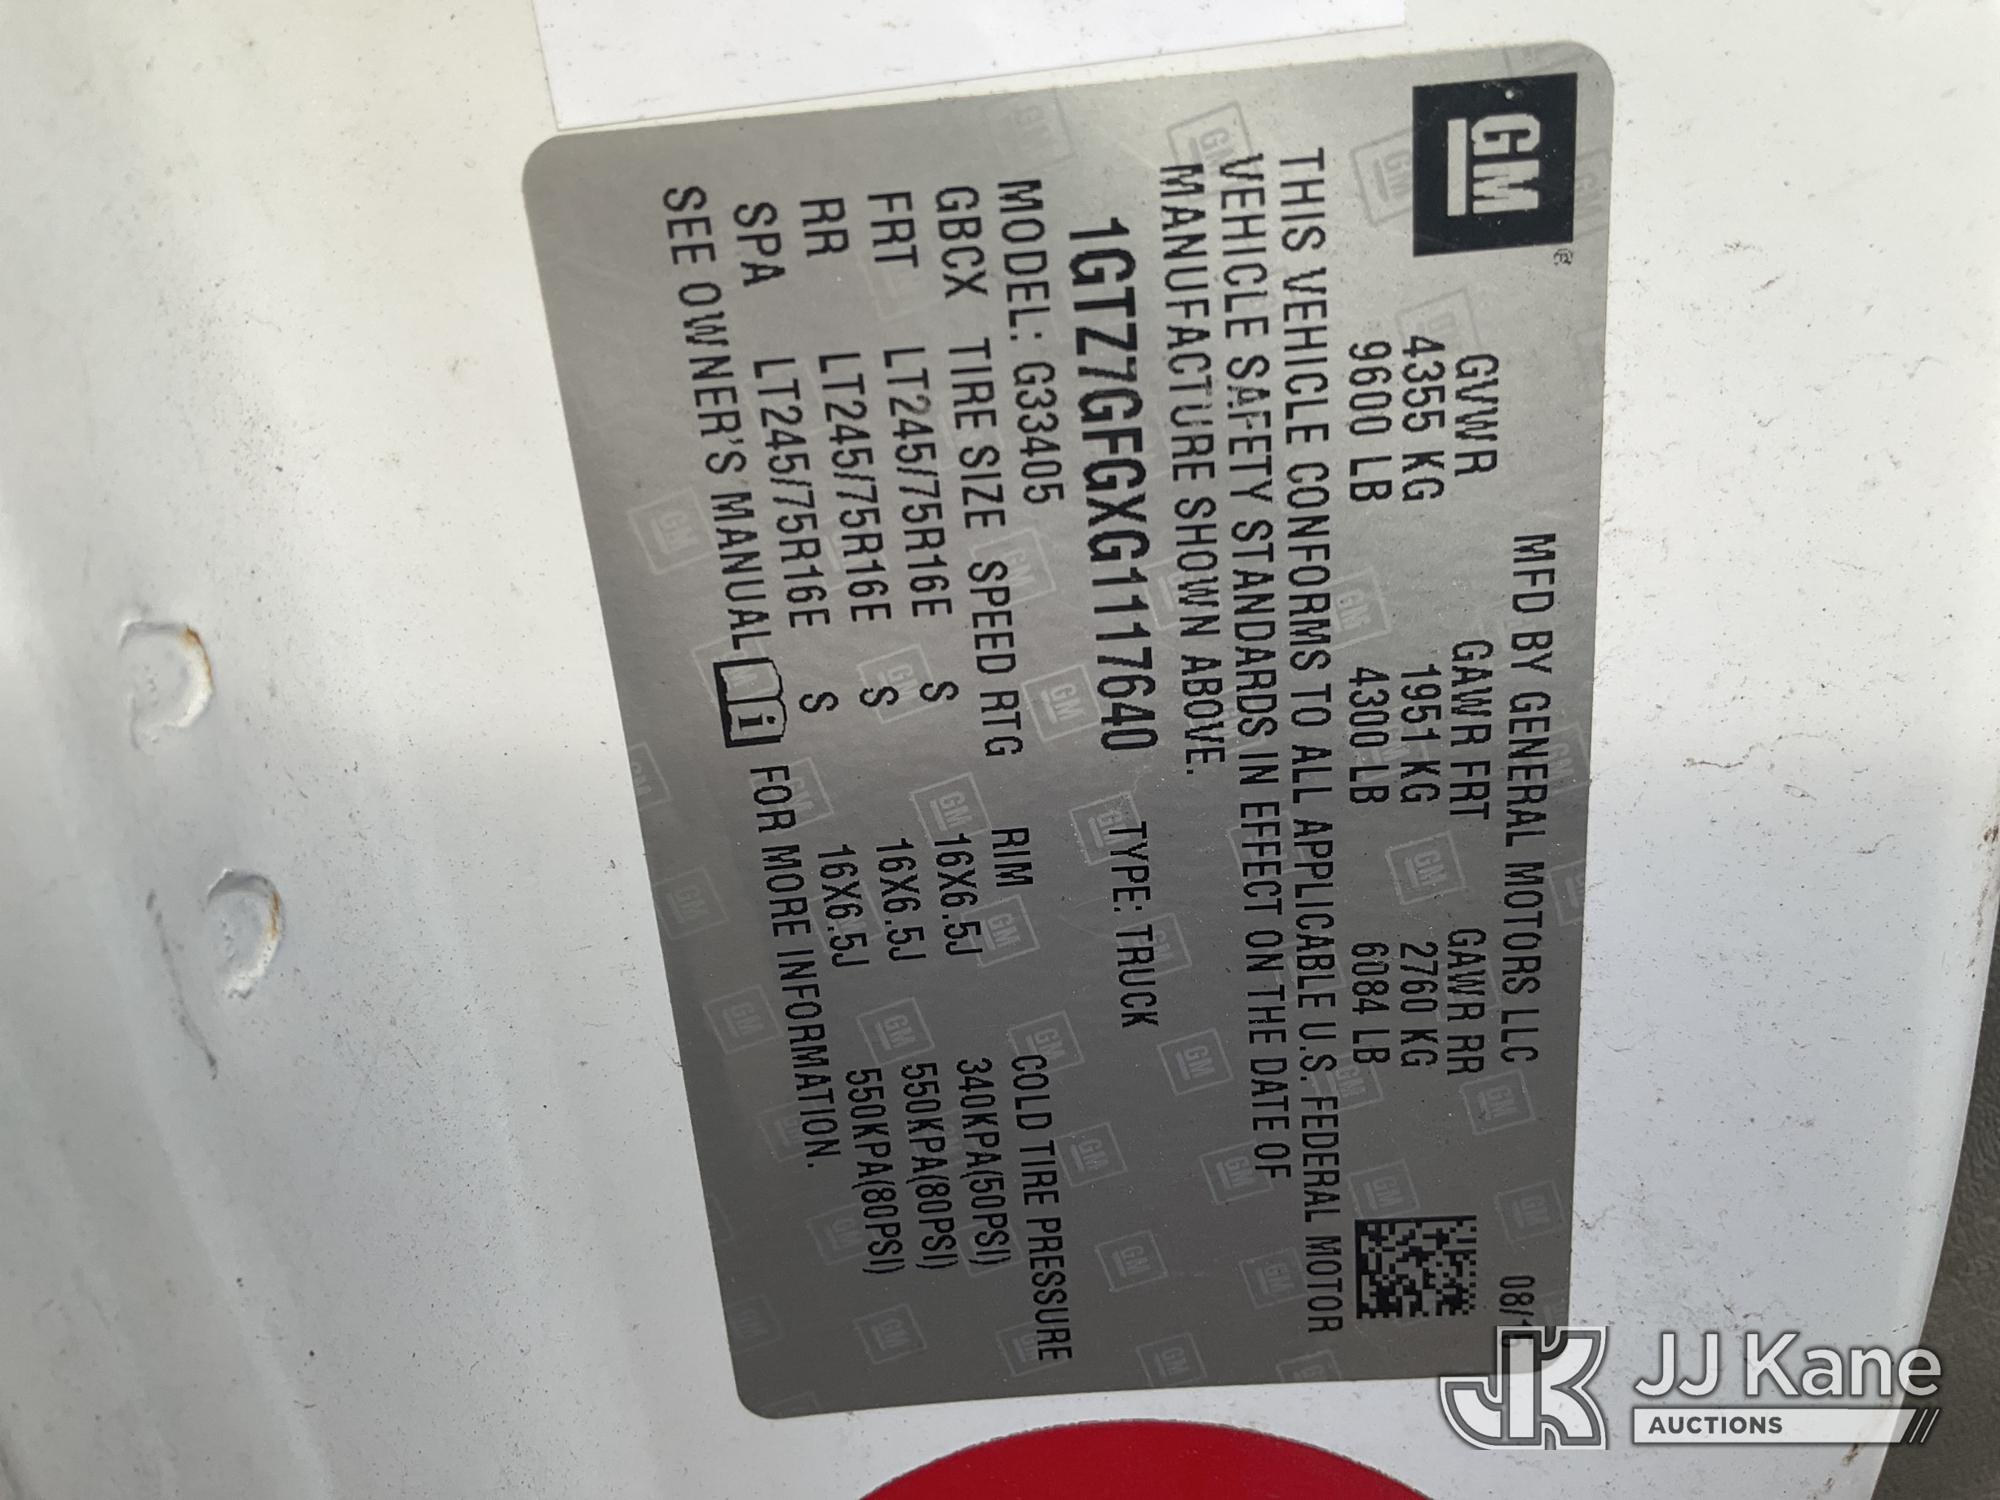 GM
MFD BY GENERAL MOTORS LLC 08/15
GVWR GAWR FRT GAWR RR
4355 KG 1951 KG 2760 KG
9600 LB 4300 LB 6084 LB
THIS VEHICLE CONFORMS TO ALL APPLICABLE U.S. FEDERAL MOTOR
VEHICLE SAFETY STANDARDS IN EFFECT ON THE DATE OF
MANUFACTURE SHOWN ABOVE.
1GTZ7GFGXG1117640 TYPE: TRUCK
MODEL: G33405
GBCX TIRE SIZE SPEED RTG RIM COLD TIRE PRESSURE
FRT LT245/75R16E S 16X6.5J 340KPA(50PSI)
RR LT245/75R16E S 16X6.5J 550KPA(80PSI)
SPA LT245/75R16E S 16X6.5J 550KPA(80PSI)
SEE OWNER'S MANUAL i FOR MORE INFORMATION.
JK JJ Kane
AUCTIONS